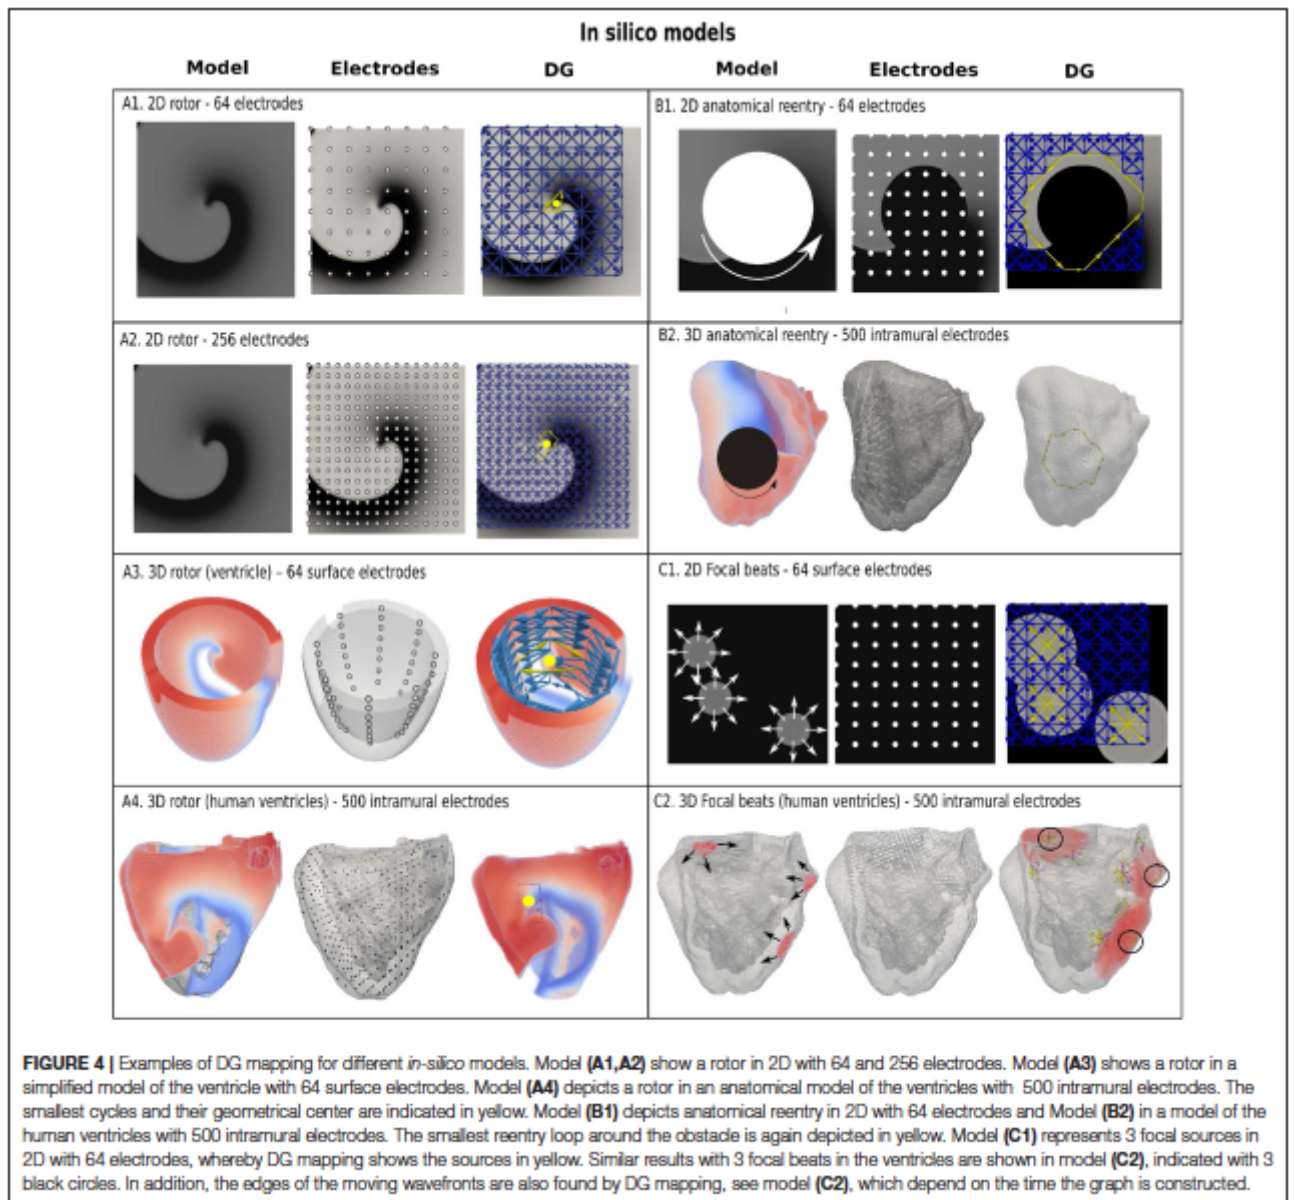 In silico models
Model Electrodes DG Model Electrodes DG
A1. 2D rotor - 64 electrodes
B1. 2D anatomical reentry - 64 electrodes
A2. 2D rotor - 256 electrodes
B2. 3D anatomical reentry - 500 intramural electrodes
A3. 3D rotor (ventricle) - 64 surface electrodes
C1. 2D Focal beats - 64 surface electrodes
A4. 3D rotor (human ventricles) - 500 intramural electrodes
C2. 3D Focal beats (human ventricles) - 500 intramural electrodes
FIGURE 4 | Examples of DG mapping for different in-silico models. Model (A1,A2) show a rotor in 2D with 64 and 256 electrodes. Model (A3) shows a rotor in a
simplified model of the ventricle with 64 surface electrodes. Model (A4) depicts a rotor in an anatomical model of the ventricles with 500 intramural electrodes. The
smallest cycles and their geometrical center are indicated in yellow. Model (B1) depicts anatomical reentry in 2D with 64 electrodes and Model (B2) in a model of the
human ventricles with 500 intramural electrodes. The smallest reentry loop around the obstacle is again depicted in yellow. Model (C1) represents 3 focal sources in
2D with 64 electrodes, whereby DG mapping shows the sources in yellow. Similar results with 3 focal beats in the ventricles are shown in model (C2), indicated with 3
black circles. In addition, the edges of the moving wavefronts are also found by DG mapping, see model (C2), which depend on the time the graph is constructed.